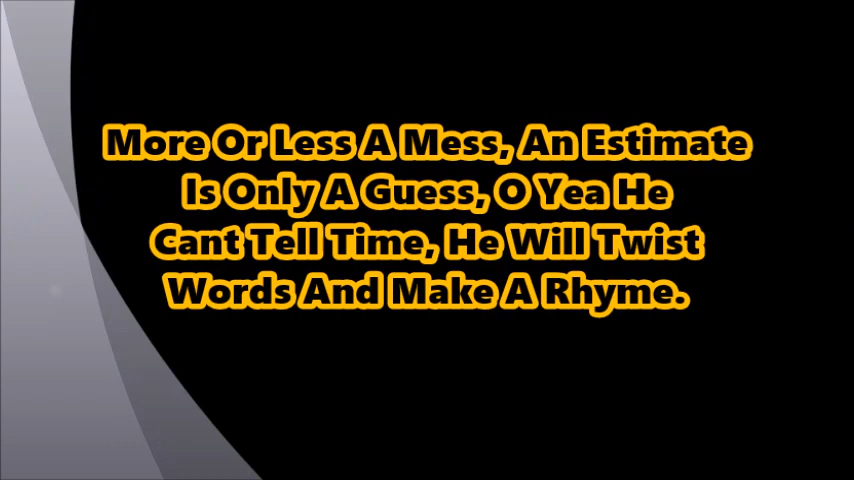 More Or Less A Mess, An Estimate
Is Only A Guess, O Yea He
Cant Tell Time, He Will Twist
Words And Make A Rhyme.